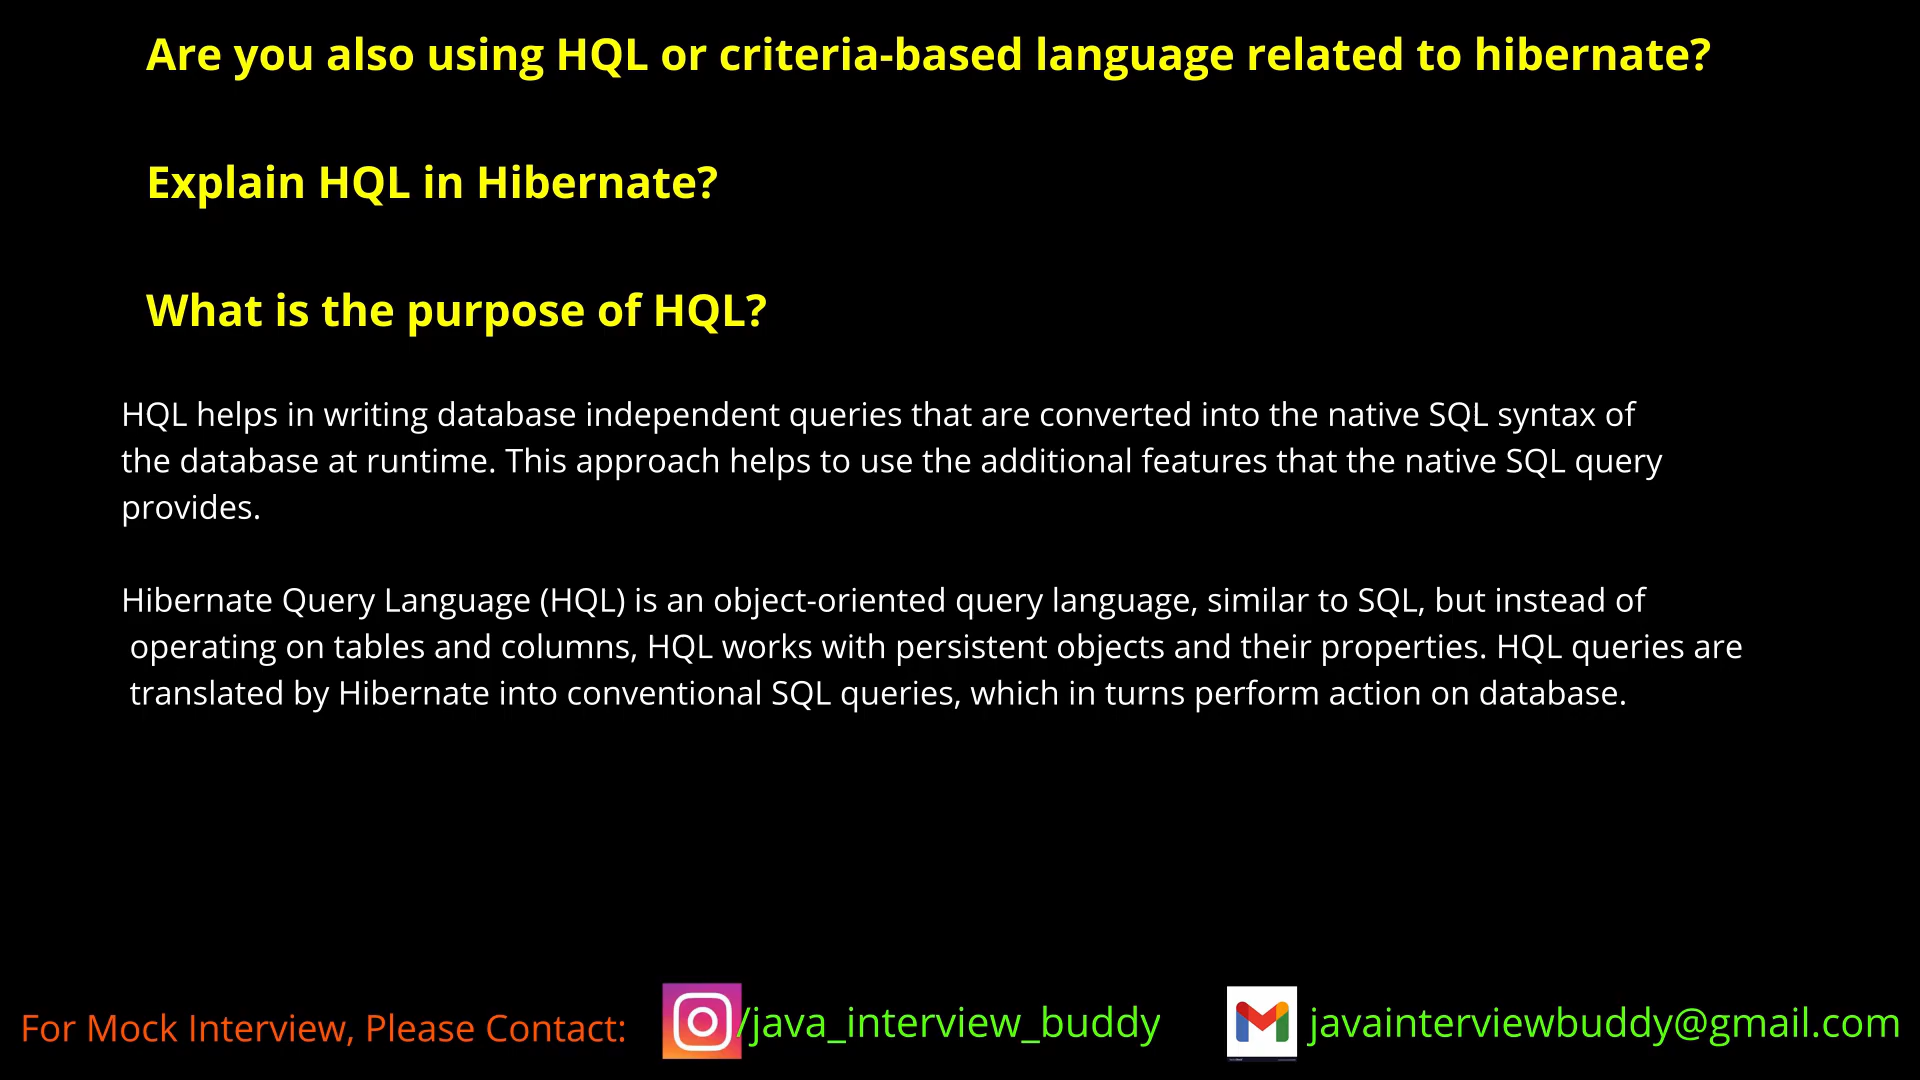 Are you also using HQL or criteria-based language related to hibernate?
Explain HQL in Hibernate?
What is the purpose of HQL?
HQL helps in writing database independent queries that are converted into the native SQL syntax of
the database at runtime. This approach helps to use the additional features that the native SQL query
provides.
Hibernate Query Language (HQL) is an object-oriented query language, similar to SQL, but instead of
operating on tables and columns, HQL works with persistent objects and their properties. HQL queries are
translated by Hibernate into conventional SQL queries, which in turns perform action on database.
For Mock Interview, Please Contact: /java_interview_buddy javainterviewbuddy@gmail.com